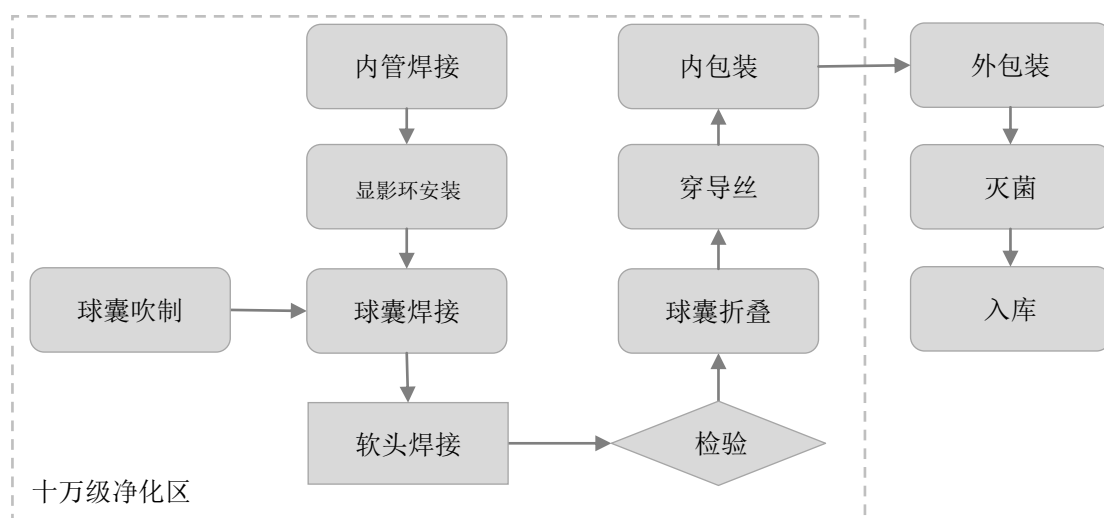 内管焊接
显影环安装
球囊吹制
球囊焊接
软头焊接
检验
球囊折叠
穿导丝
内包装
外包装
灭菌
入库
十万级净化区